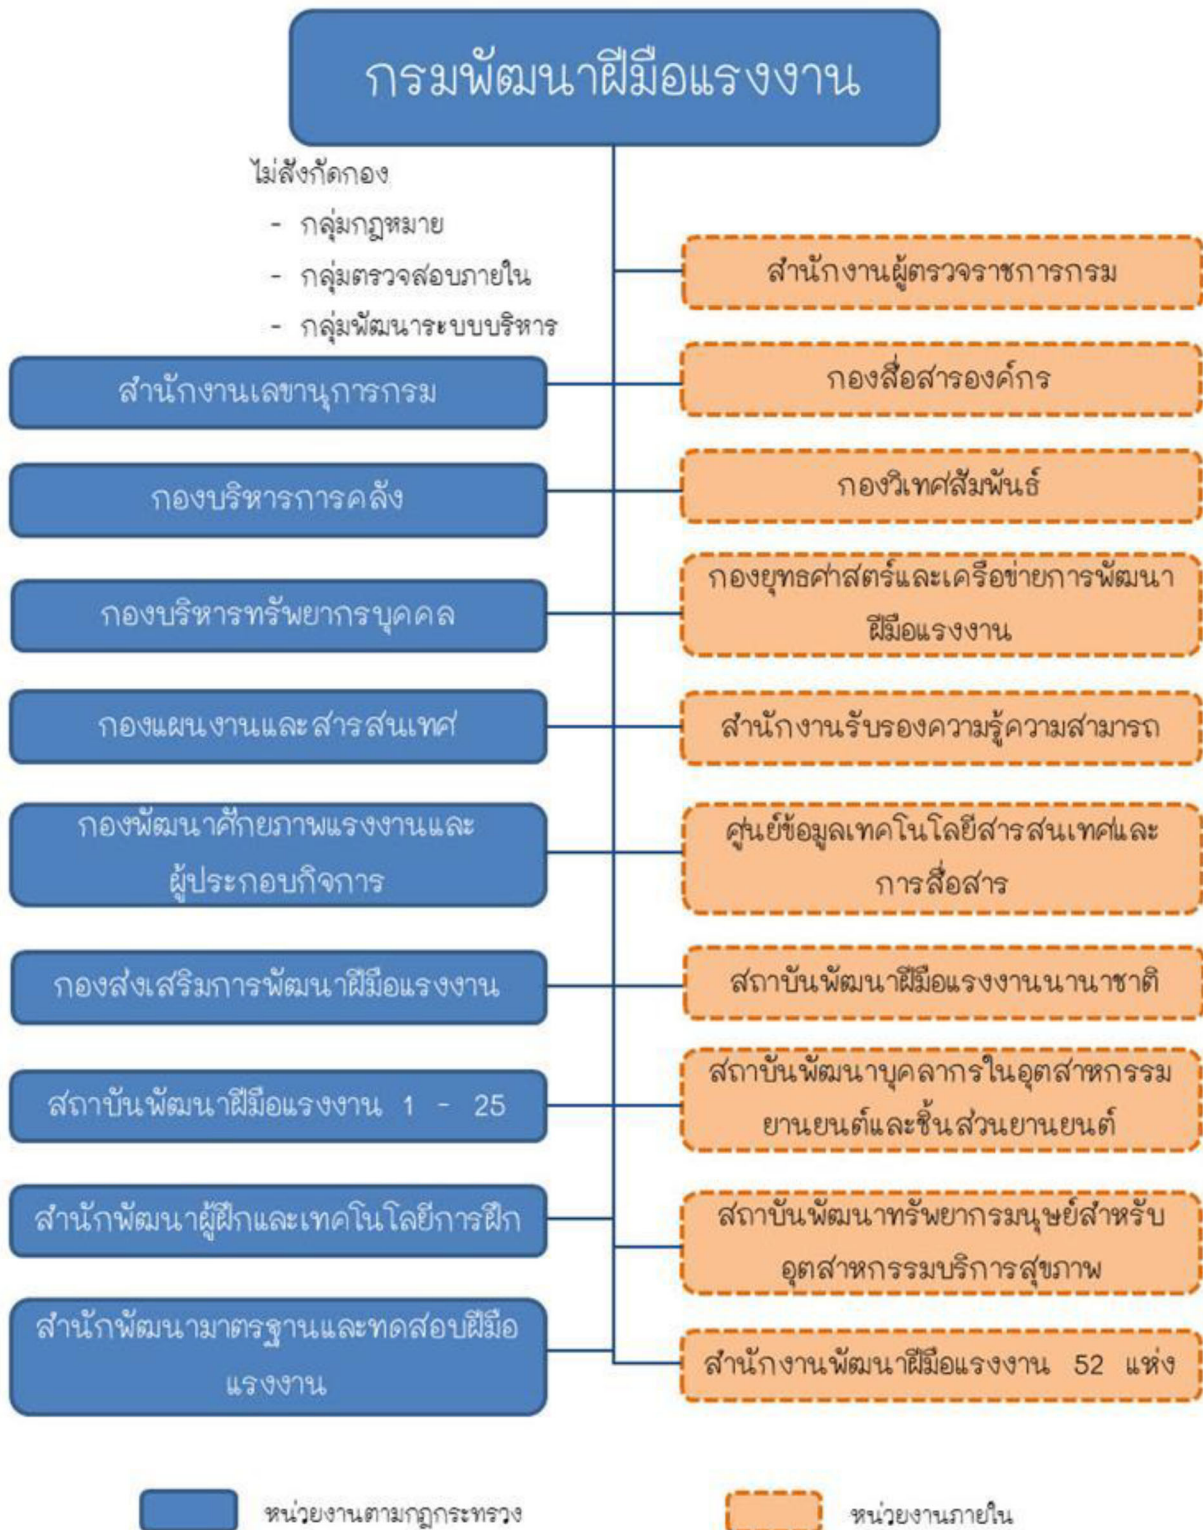 กรมพัฒนาฝีมือแรงงาน
ไม่สังกัดกอง
- กลุ่มกฎหมาย
- กลุ่มตรวจสอบภายใน
- กลุ่มพัฒนาระบบบริหาร
สำนักงานเลขานุการกรม
กองบริหารการคลัง
กองบริหารทรัพยากรบุคคล
กองแผนงานและสารสนเทศ
กองพัฒนาศักยภาพแรงงานและ
ผู้ประกอบกิจการ
กองส่งเสริมการพัฒนาฝีมือแรงงาน
สถาบันพัฒนาฝีมือแรงงาน 1 - 25
สำนักพัฒนาผู้ฝึกและเทคโนโลยีการฝึก
สำนักพัฒนามาตรฐานและทดสอบฝีมือ
แรงงาน
สำนักงานผู้ตรวจราชการกรม
กองสื่อสารองค์กร
กองวิเทศสัมพันธ์
กองยุทธศาสตร์และเครือข่ายการพัฒนา
ฝีมือแรงงาน
สำนักงานรับรองความรู้ความสามารถ
ศูนย์ข้อมูลเทคโนโลยีสารสนเทศและ
การสื่อสาร
สถาบันพัฒนาฝีมือแรงงานนานาชาติ
สถาบันพัฒนาบุคลากรในอุตสาหกรรม
ยานยนต์และชิ้นส่วนยานยนต์
สถาบันพัฒนาทรัพยากรมนุษย์สำหรับ
อุตสาหกรรมบริการสุขภาพ
สำนักงานพัฒนาฝีมือแรงงาน 52 แห่ง
หน่วยงานตามกฎกระทรวง
หน่วยงานภายใน